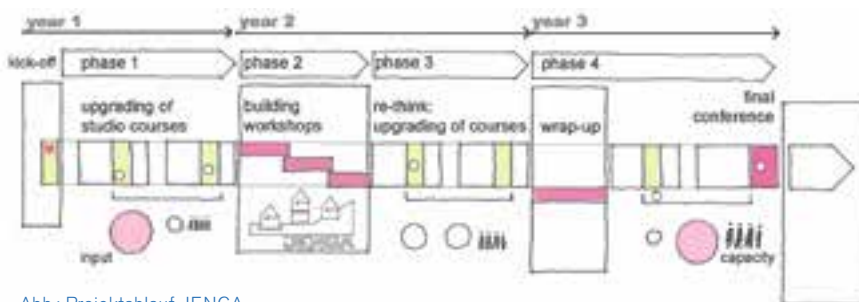 year 1 year 2 year 3
kick-off phase 1 phase 2 phase 3 phase 4
upgrading of
studio courses
building
workshops
re-think:
upgrading of courses
wrap-up
final
conference
input
JENGA
capacity
Abb.: Projektablauf JENGA